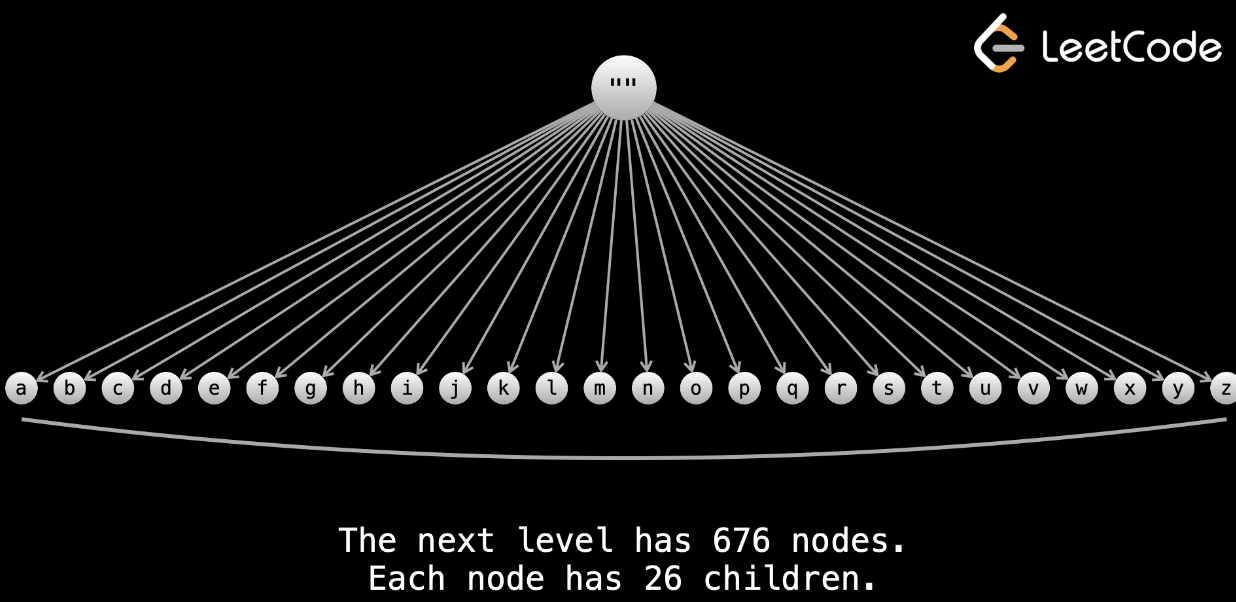 LeetCode
""
a b c d e f g h i j k l m n o p q r s t u v w x y z
The next level has 676 nodes.
Each node has 26 children.